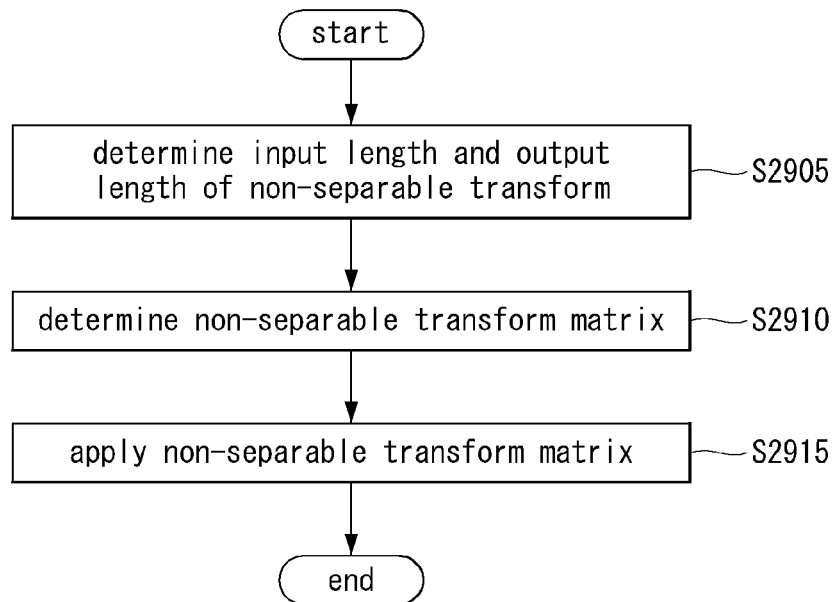 start
determine input length and output
length of non-separable transform
S2905
determine non-separable transform matrix
S2910
apply non-separable transform matrix
S2915
end